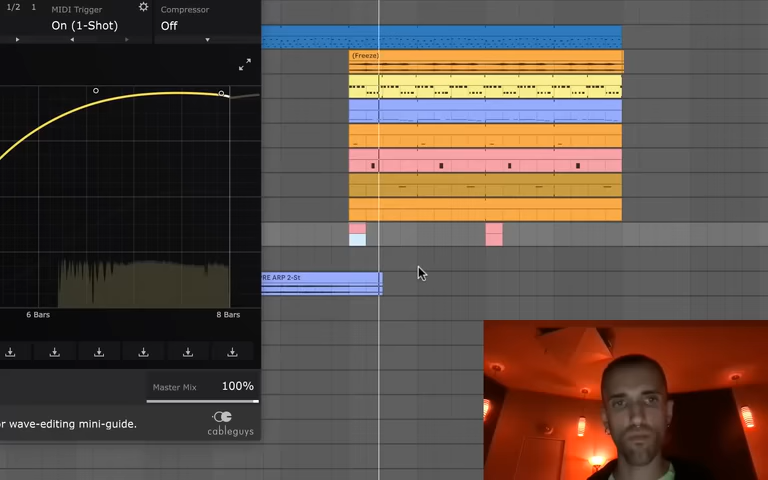 1/2 1 MIDI Trigger
On (1-Shot)
Compressor
Off
(Freeze)
RE ARP 2-St
6 Bars
8 Bars
Master Mix 100%
or wave-editing mini-guide.
cableguys